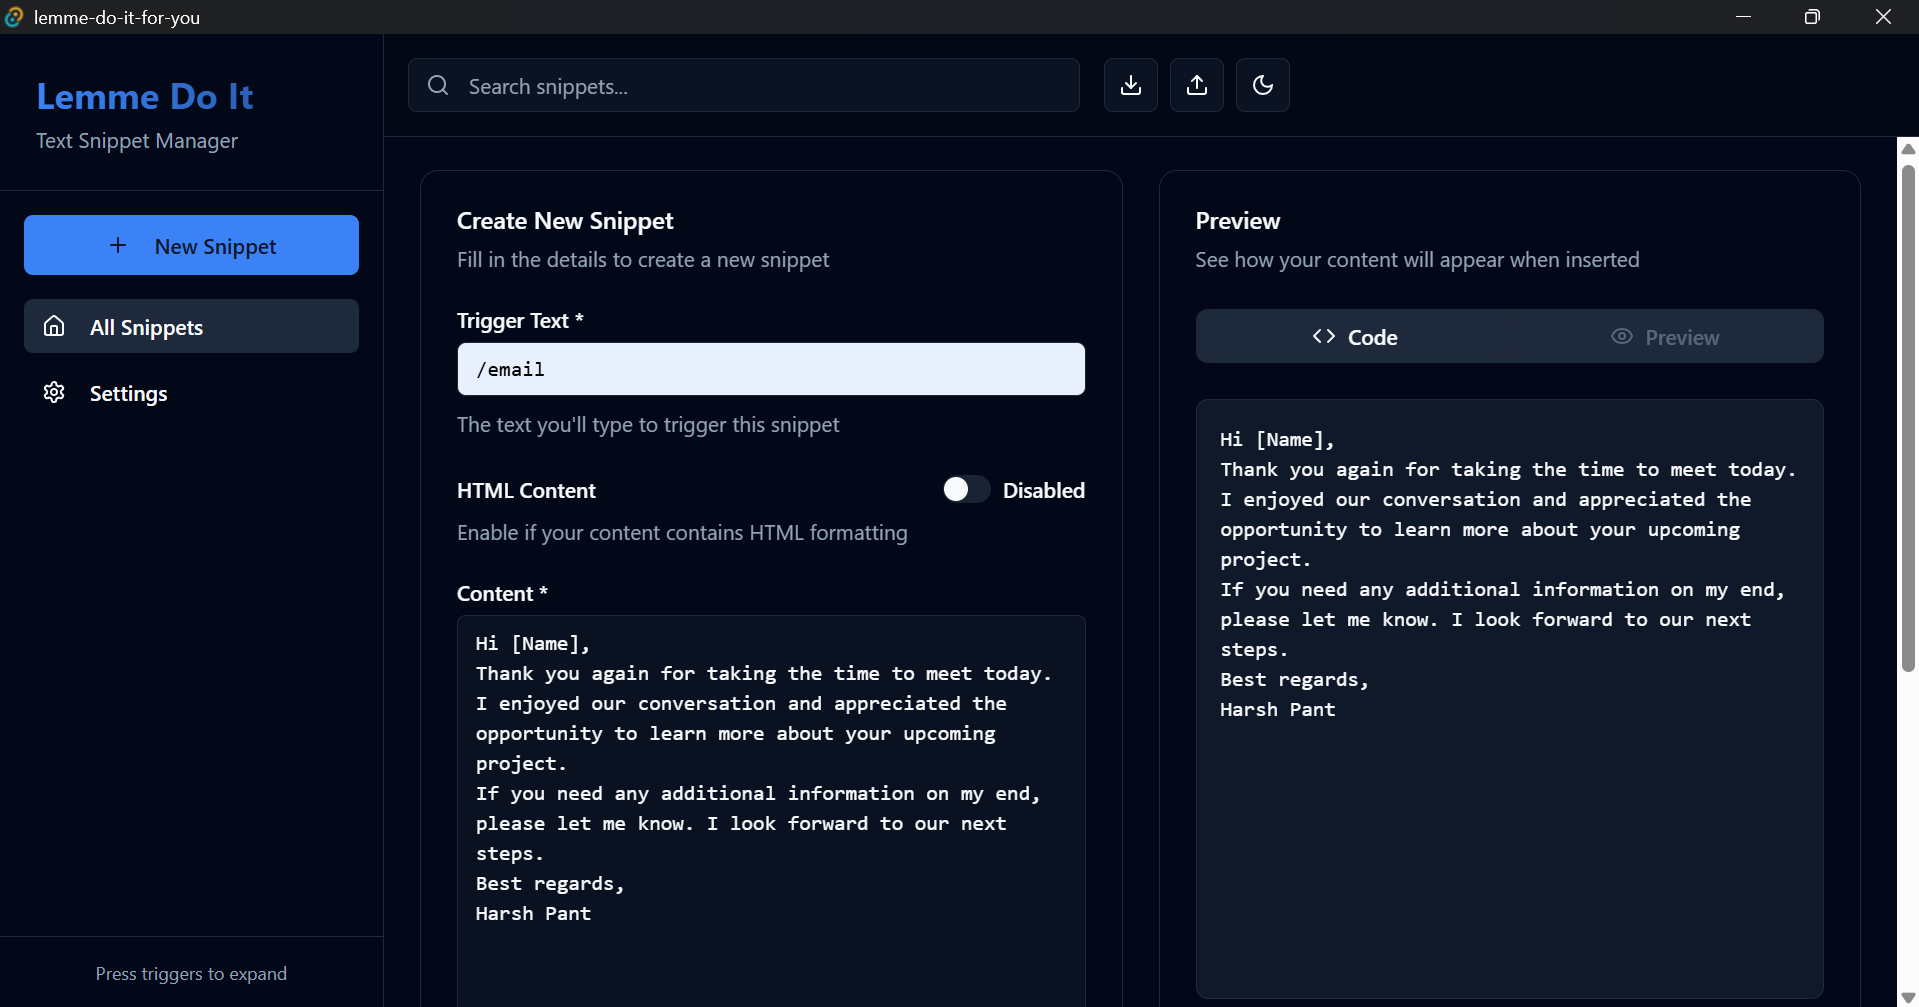 lemme-do-it-for-you
Lemme Do It
Text Snippet Manager
New Snippet
All Snippets
Settings
Press triggers to expand
Search snippets...
Create New Snippet
Fill in the details to create a new snippet
Trigger Text *
/email
The text you'll type to trigger this snippet
HTML Content
Disabled
Enable if your content contains HTML formatting
Content *
Hi [Name],
Thank you again for taking the time to meet today.
I enjoyed our conversation and appreciated the
opportunity to learn more about your upcoming
project.
If you need any additional information on my end,
please let me know. I look forward to our next
steps.
Best regards,
Harsh Pant
Preview
See how your content will appear when inserted
Code
Preview
Hi [Name],
Thank you again for taking the time to meet today.
I enjoyed our conversation and appreciated the
opportunity to learn more about your upcoming
project.
If you need any additional information on my end,
please let me know. I look forward to our next
steps.
Best regards,
Harsh Pant